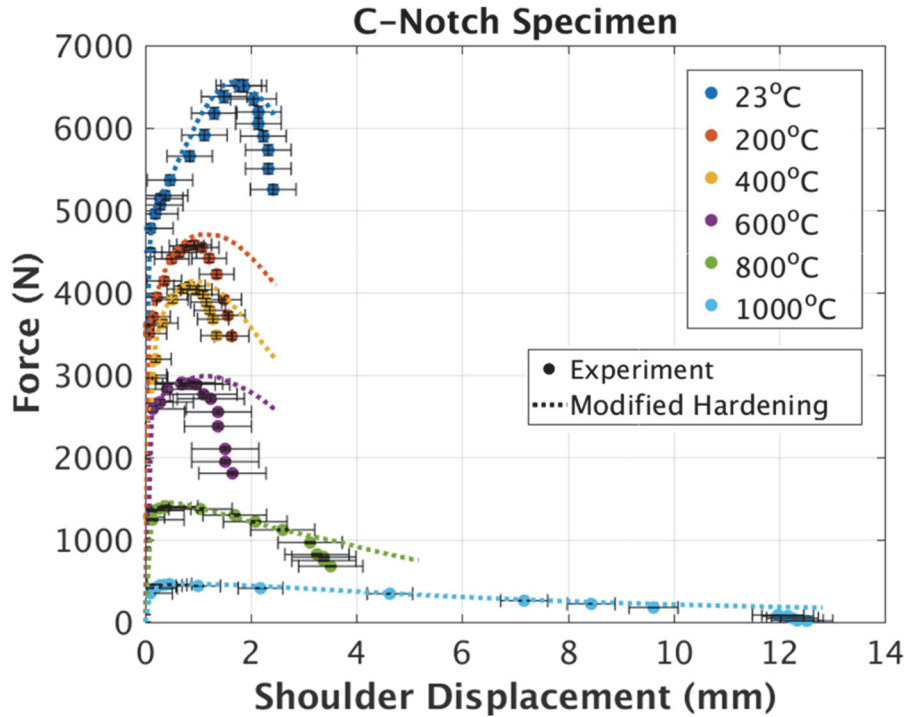 C-Notch Specimen
7000
6000
5000
4000
3000
2000
1000
0
Force (N)
23°C
200°C
400°C
600°C
800°C
1000°C
Experiment
Modified Hardening
0 2 4 6 8 10 12 14
Shoulder Displacement (mm)